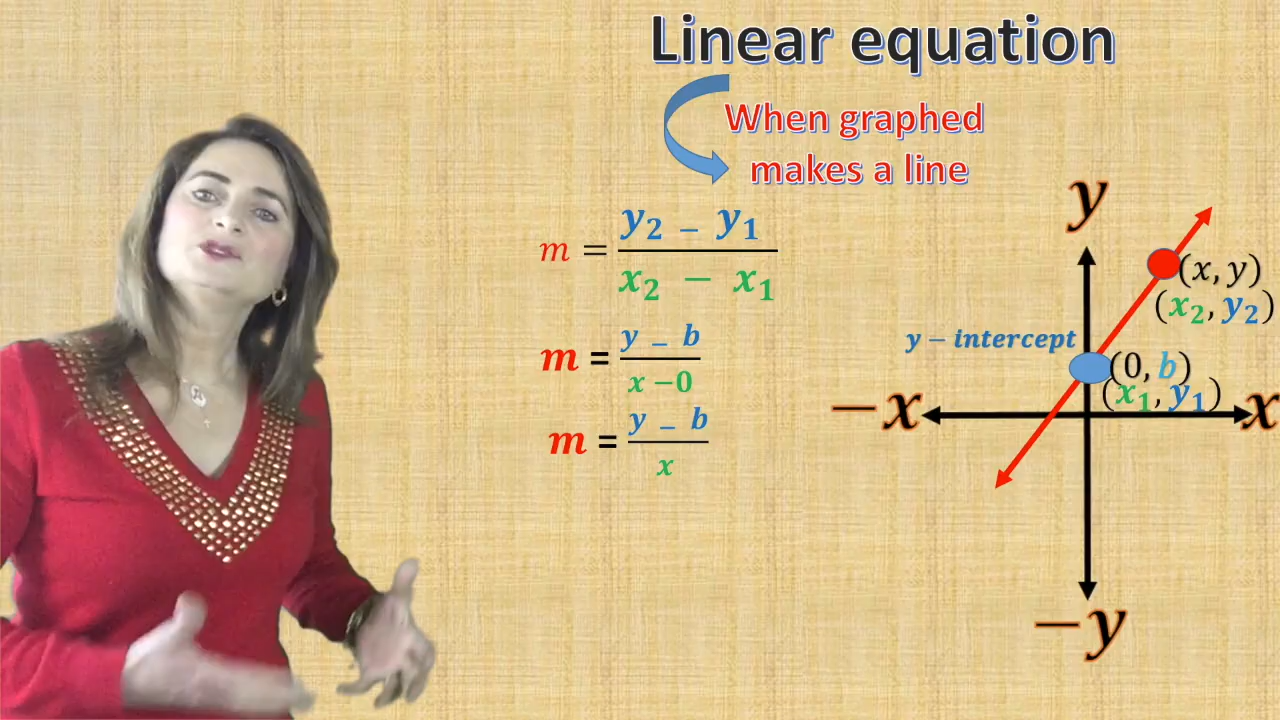 Linear equation
When graphed
makes a line
m = y₂ − y₁
x₂ − x₁
m = y − b
x − 0
m = y − b
x
y
(x, y)
(x₂, y₂)
y − intercept
(0, b)
(x₁, y₁)
−x
x
−y